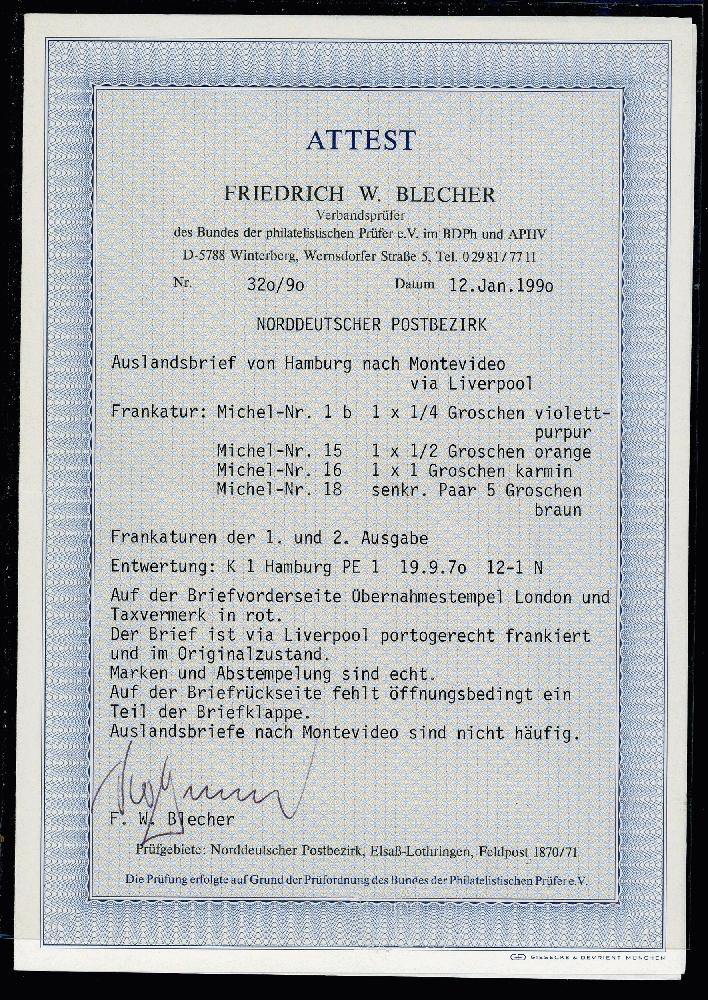 ATTEST
FRIEDRICH W. BLECHER
Verbandsprüfer
des Bundes der philatelistischen Prüfer e.V. im BDPh und APHV
D-5788 Winterberg, Wernsdorfer Straße 5, Tel. 02981/7711
Nr. 32o/9o Datum 12.Jan.199o
NORDDEUTSCHER POSTBEZIRK
Auslandsbrief von Hamburg nach Montevideo
via Liverpool
Frankatur: Michel-Nr. 1 b 1 x 1/4 Groschen violett-
purpur
Michel-Nr. 15 1 x 1/2 Groschen orange
Michel-Nr. 16 1 x 1 Groschen karmin
Michel-Nr. 18 senkr. Paar 5 Groschen
braun
Frankaturen der 1. und 2. Ausgabe
Entwertung: K 1 Hamburg PE 1 19.9.7o 12-1 N
Auf der Briefvorderseite Übernahmestempel London und
Taxvermerk in rot.
Der Brief ist via Liverpool portogerecht frankiert
und im Originalzustand.
Marken und Abstempelung sind echt.
Auf der Briefrückseite fehlt öffnungsbedingt ein
Teil der Briefklappe.
Auslandsbriefe nach Montevideo sind nicht häufig.
F. W. Blecher
Prüfgebiete: Norddeutscher Postbezirk, Elsaß-Lothringen, Feldpost 1870/71
Die Prüfung erfolgte auf Grund der Prüfordnung des Bundes der Philatelistischen Prüfer e.V.
GIESECKE & DEVRIENT MÜNCHEN